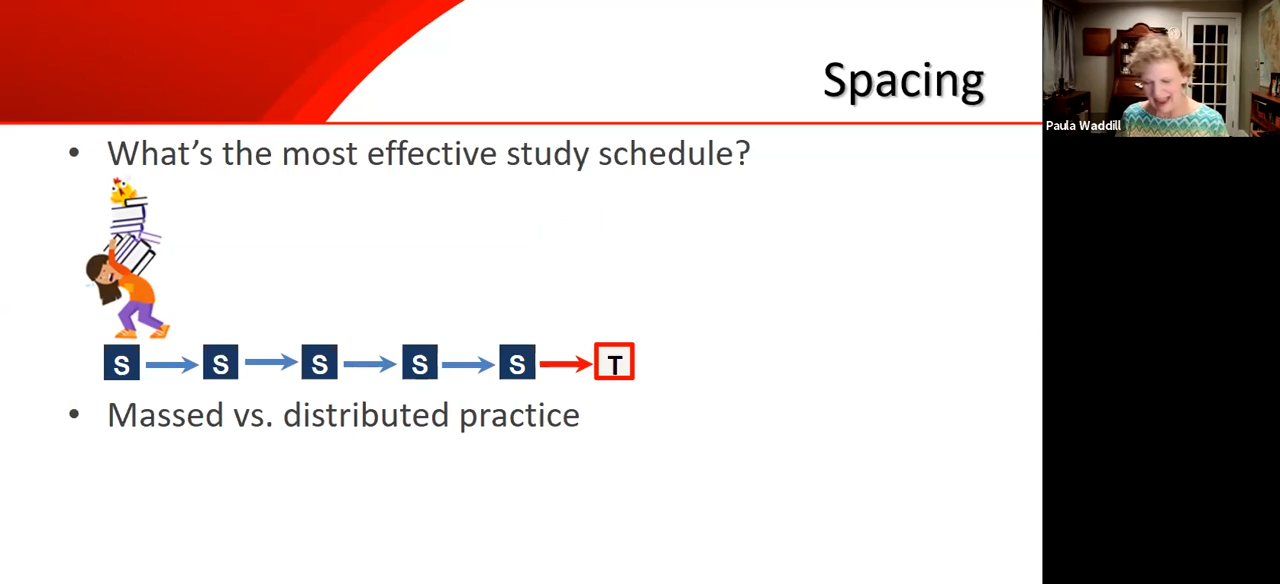 Spacing
Paula Waddill
• What's the most effective study schedule?
S S S S S T
• Massed vs. distributed practice